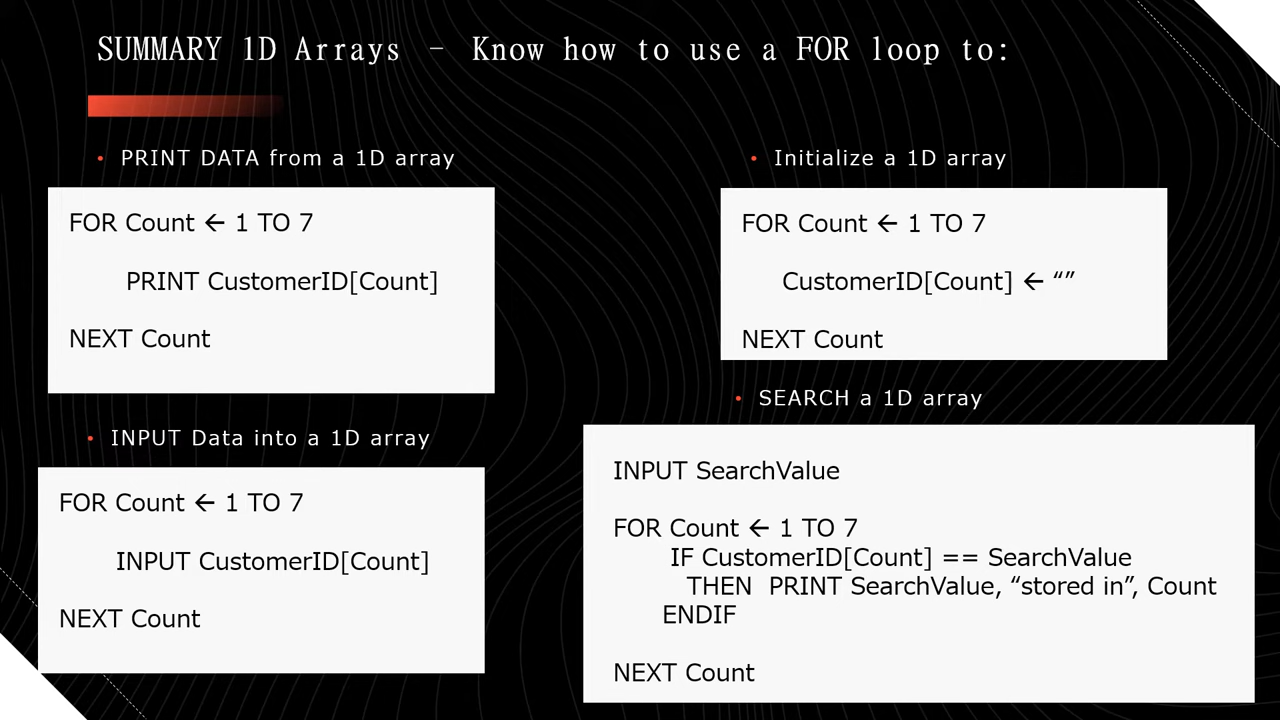 SUMMARY 1D Arrays – Know how to use a FOR loop to:
• PRINT DATA from a 1D array
FOR Count ← 1 TO 7
PRINT CustomerID[Count]
NEXT Count
• INPUT Data into a 1D array
FOR Count ← 1 TO 7
INPUT CustomerID[Count]
NEXT Count
• Initialize a 1D array
FOR Count ← 1 TO 7
CustomerID[Count] ← “”
NEXT Count
• SEARCH a 1D array
INPUT SearchValue
FOR Count ← 1 TO 7
IF CustomerID[Count] == SearchValue
THEN PRINT SearchValue, “stored in”, Count
ENDIF
NEXT Count